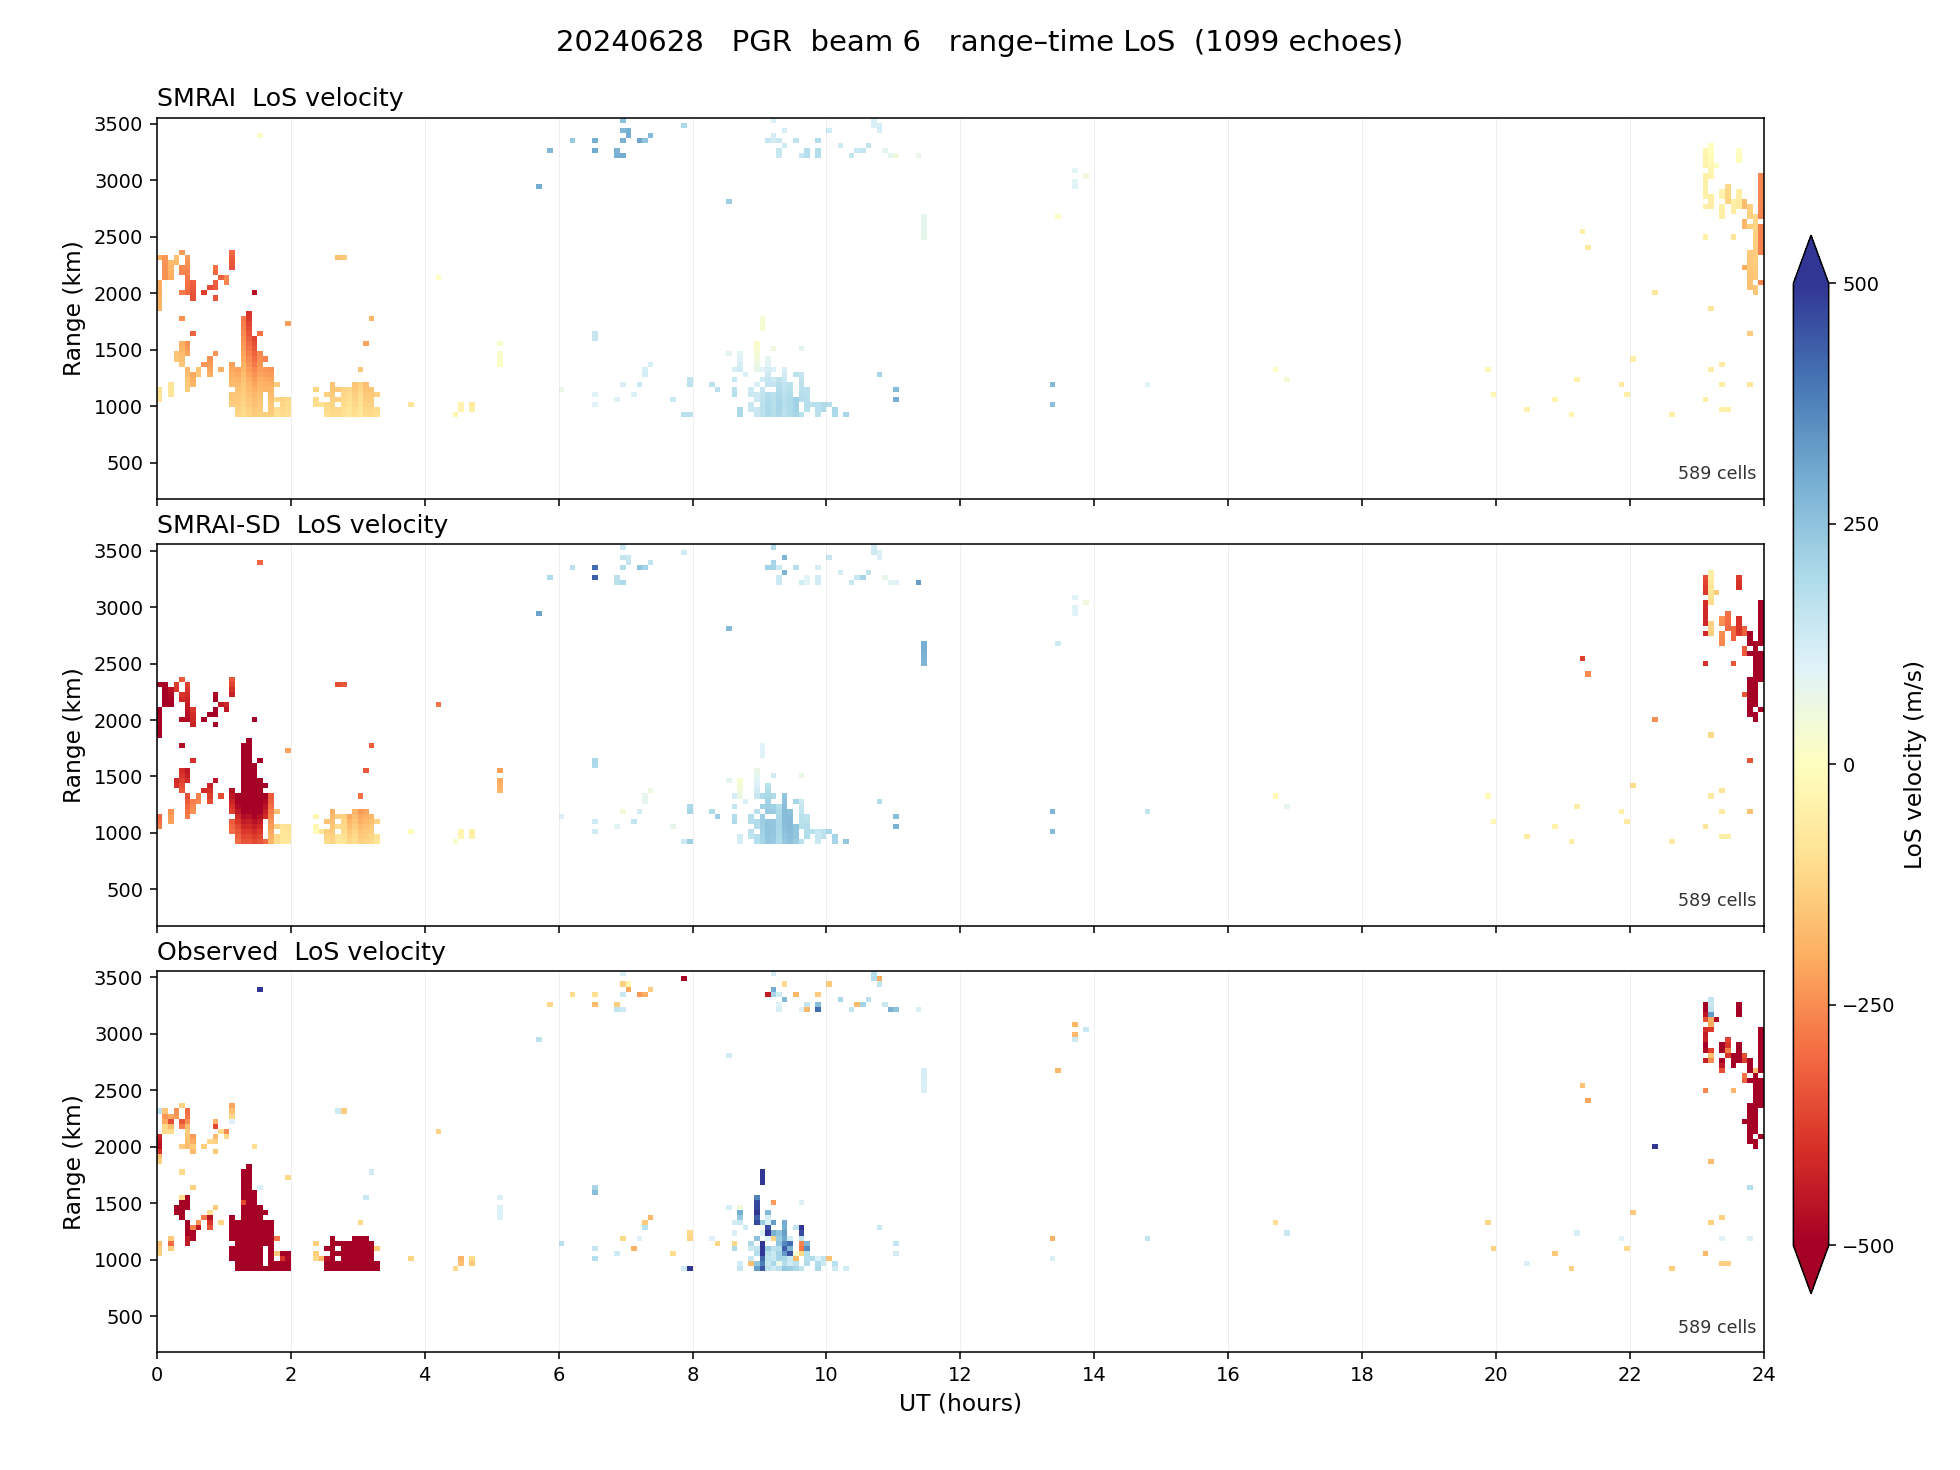 20240628   PGR  beam 6   range–time LoS  (1099 echoes)
SMRAI  LoS velocity
3500
3000
2500
2000
1500
1000
500
Range (km)
589 cells
SMRAI-SD  LoS velocity
3500
3000
2500
2000
1500
1000
500
Range (km)
589 cells
Observed  LoS velocity
3500
3000
2500
2000
1500
1000
500
Range (km)
589 cells
0 2 4 6 8 10 12 14 16 18 20 22 24
UT (hours)
500
250
0
−250
−500
LoS velocity (m/s)